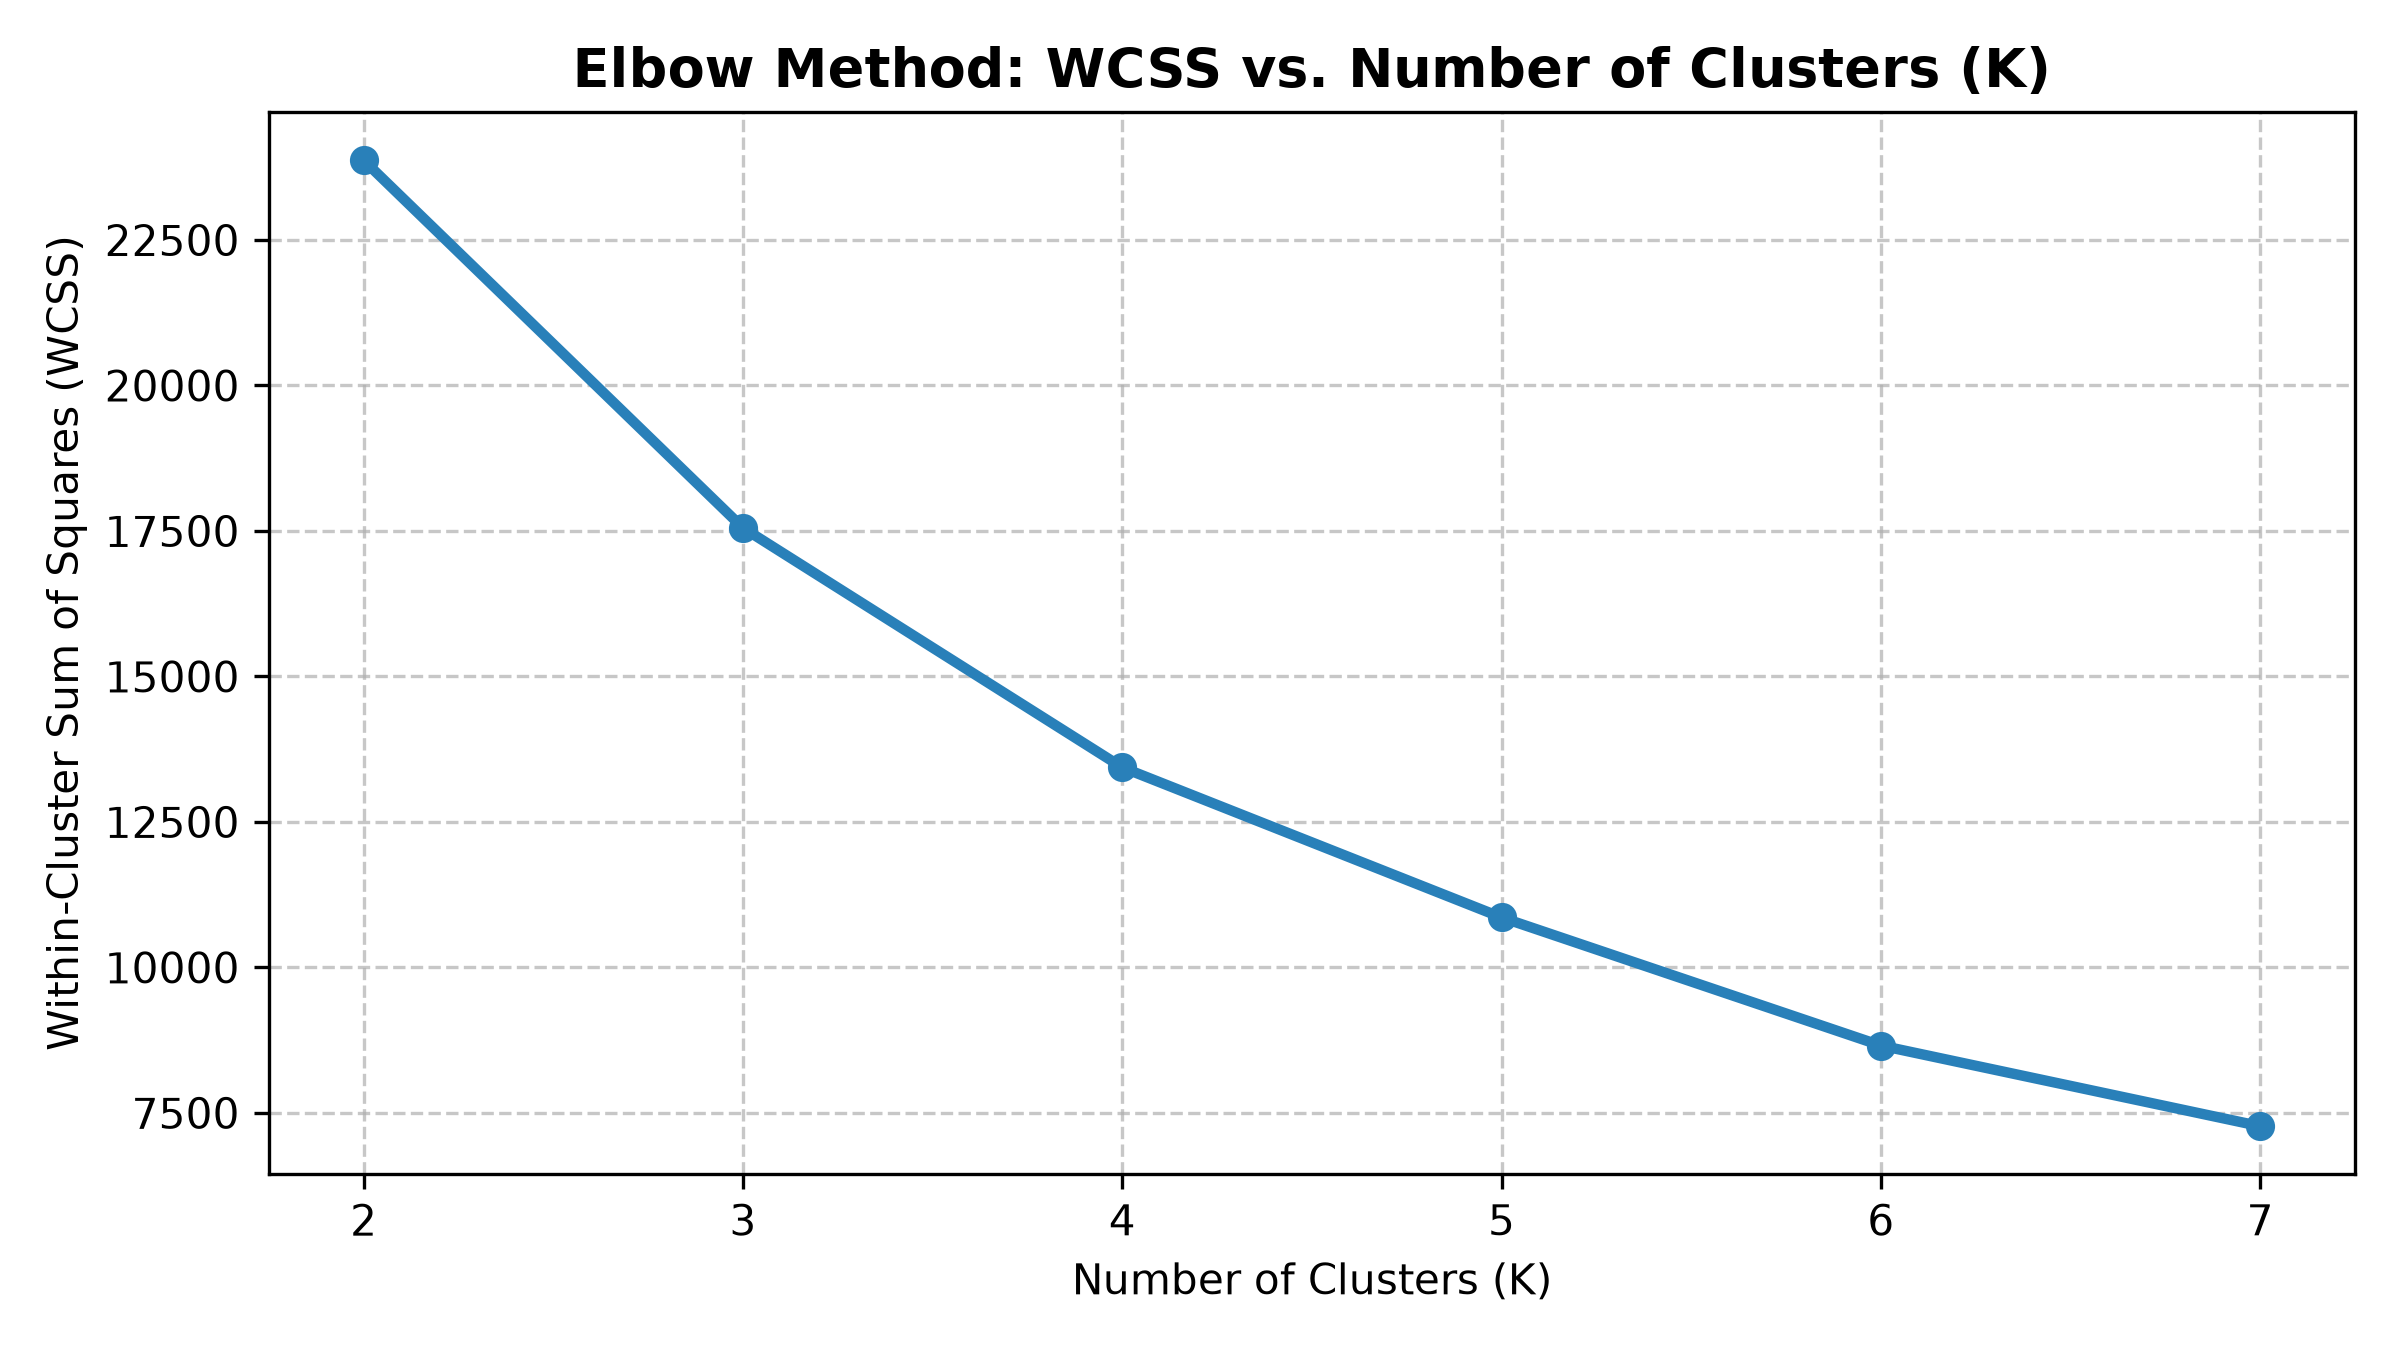 Elbow Method: WCSS vs. Number of Clusters (K)
Within-Cluster Sum of Squares (WCSS)
22500
20000
17500
15000
12500
10000
7500
2 3 4 5 6 7
Number of Clusters (K)